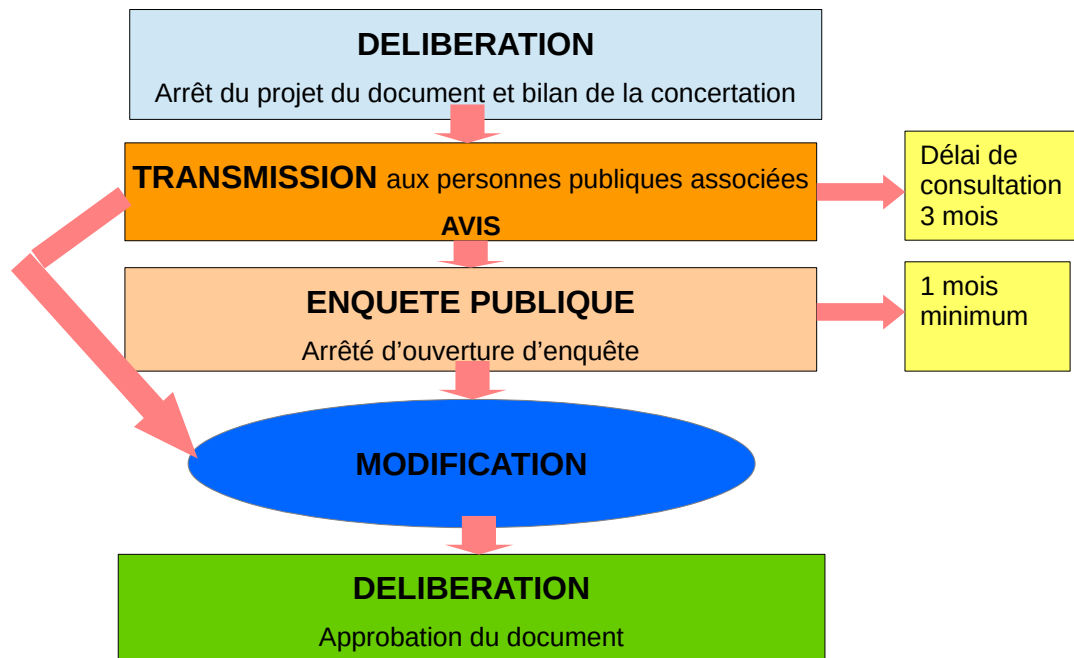 DELIBERATION
Arrêt du projet du document et bilan de la concertation
TRANSMISSION aux personnes publiques associées
AVIS
Délai de
consultation
3 mois
ENQUETE PUBLIQUE
Arrêté d’ouverture d’enquête
1 mois
minimum
MODIFICATION
DELIBERATION
Approbation du document